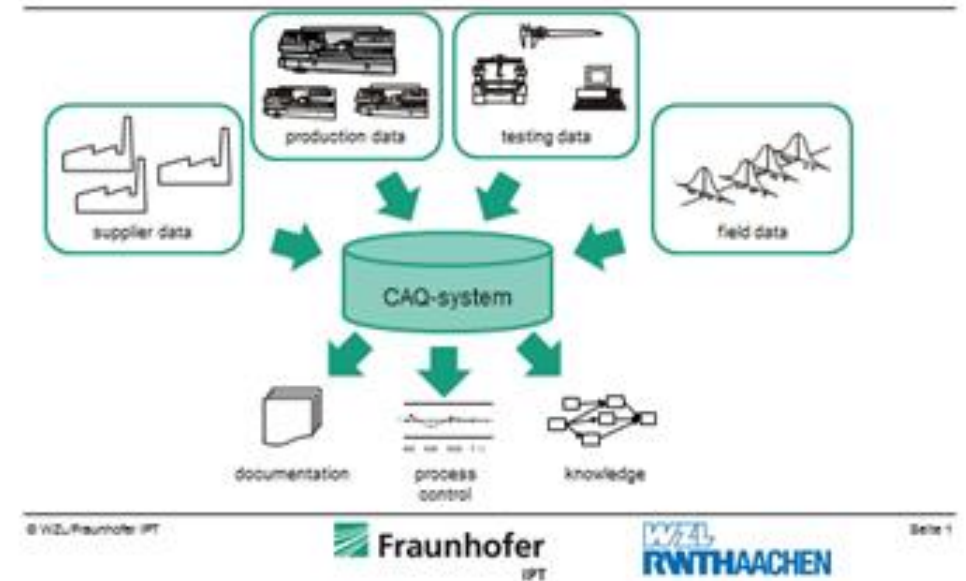 production data
testing data
supplier data
field data
CAQ-system
documentation
process
control
knowledge
© WZL/Fraunhofer IPT
Fraunhofer
IPT
WZL
RWTHAACHEN
Seite 1